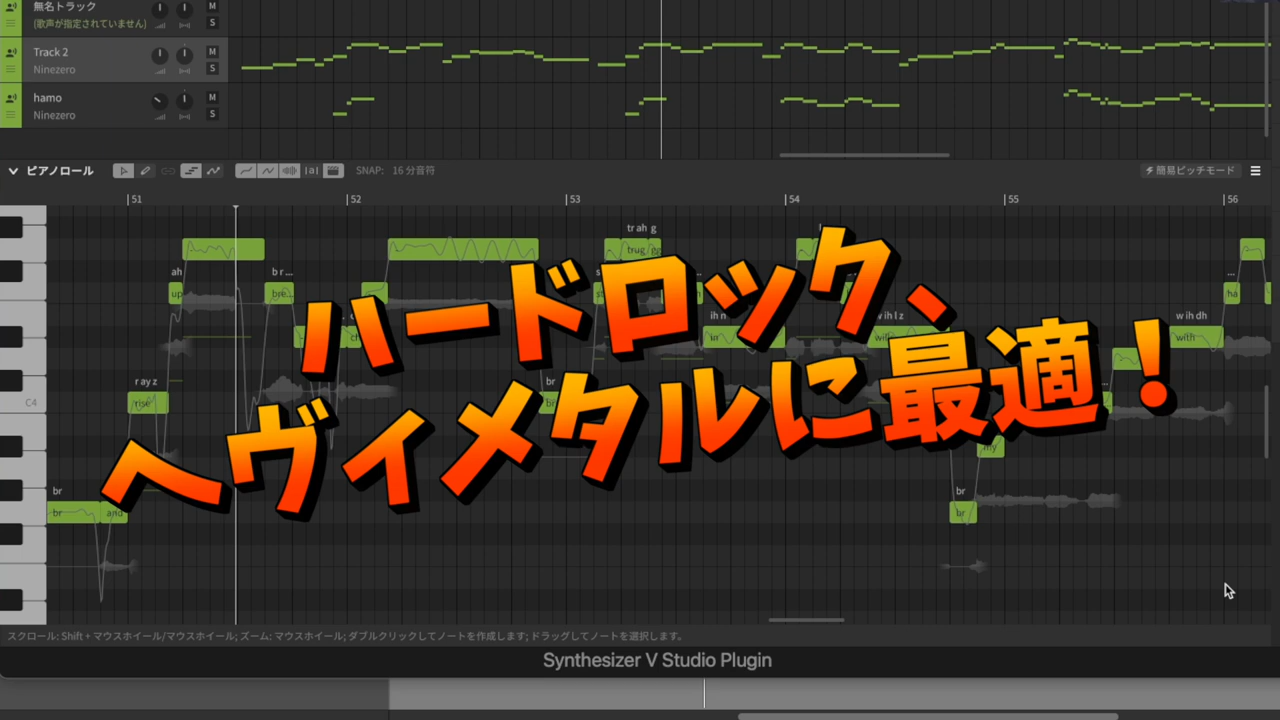 無名トラック
(歌声が指定されていません)
M
S
Track 2
Ninezero
M
S
hamo
Ninezero
M
S
ピアノロール
SNAP: 16 分音符
簡易ピッチモード
51
52
53
54
55
56
tr ah g
trug
ah
up
b r ...
bre...
ha
ih n
in
w ih l z
w ih dh
with
r ay z
rise
C4
br
br
my
br
br
br
and
br
ハードロック、
ヘヴィメタルに最適！
スクロール: Shift + マウスホイール/マウスホイール; ズーム: マウスホイール; ダブルクリックしてノートを作成します; ドラッグしてノートを選択します。
Synthesizer V Studio Plugin